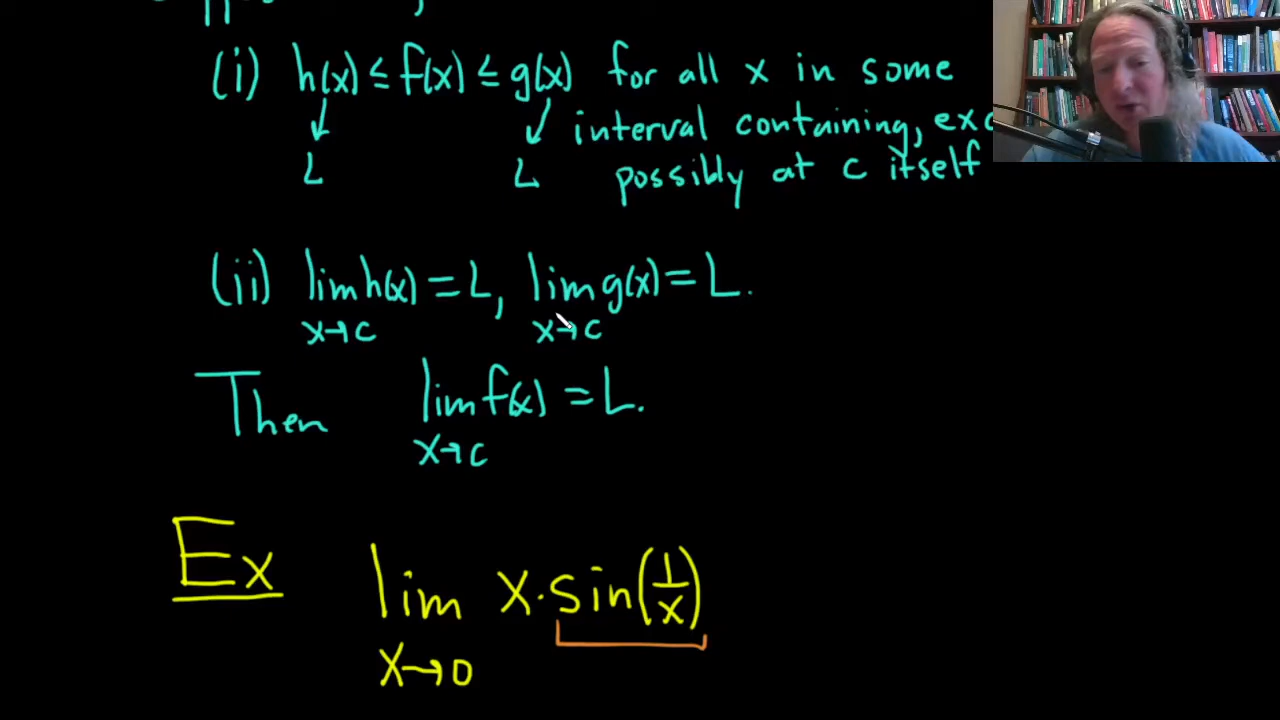 (i) h(x) ≤ f(x) ≤ g(x) for all x in some
↓ ↓ interval containing,
L L possibly at c itself
(ii) lim h(x) = L, lim g(x) = L.
x→c x→c
Then lim f(x) = L.
x→c
Ex lim x·sin(1/x)
x→0